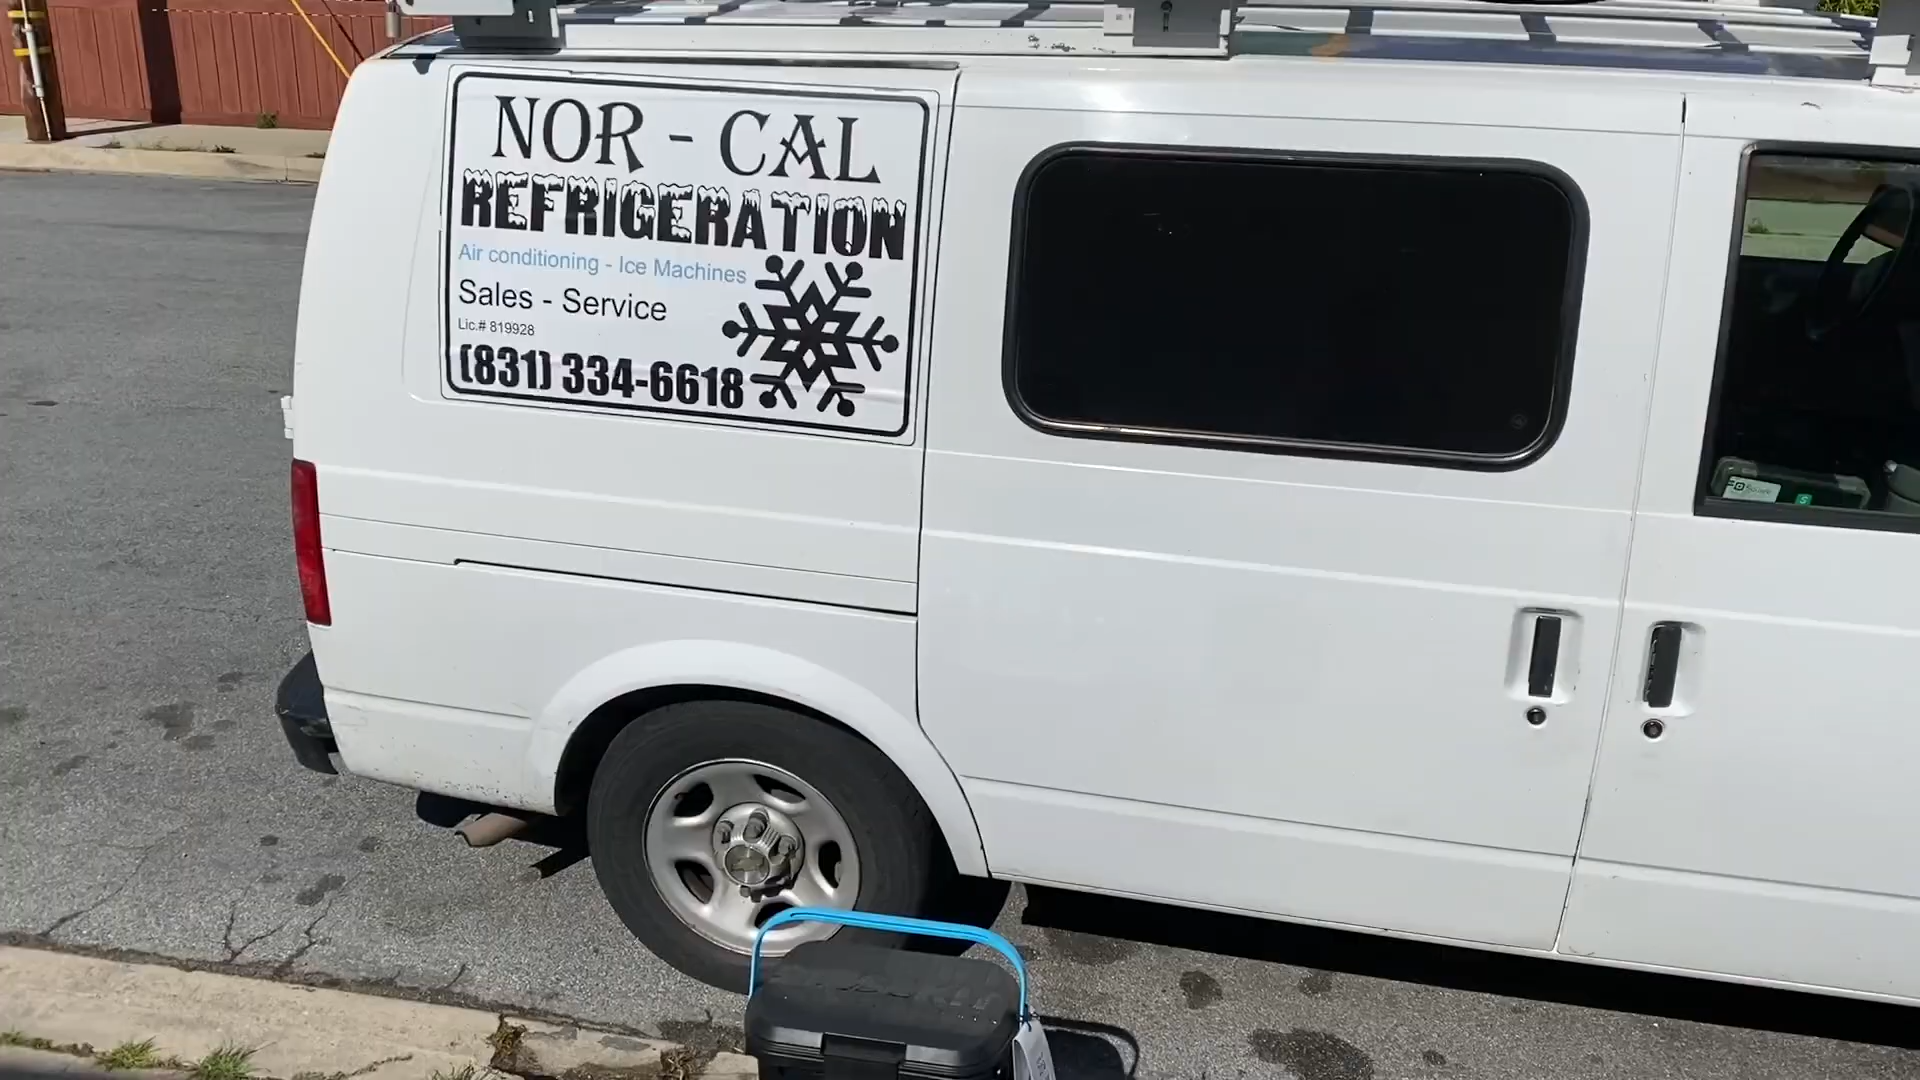 NOR - CAL
REFRIGERATION
Air conditioning - Ice Machines
Sales - Service
Lic.# 819928
(831) 334-6618